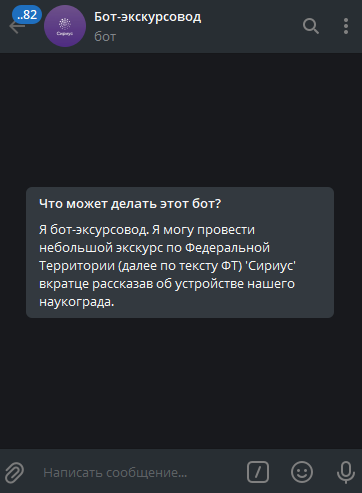 ..82
Бот-экскурсовод
бот
Сириус
Что может делать этот бот?
Я бот-эксурсовод. Я могу провести
небольшой экскурс по Федеральной
Территории (далее по тексту ФТ) 'Сириус'
вкратце рассказав об устройстве нашего
наукограда.
Написать сообщение...